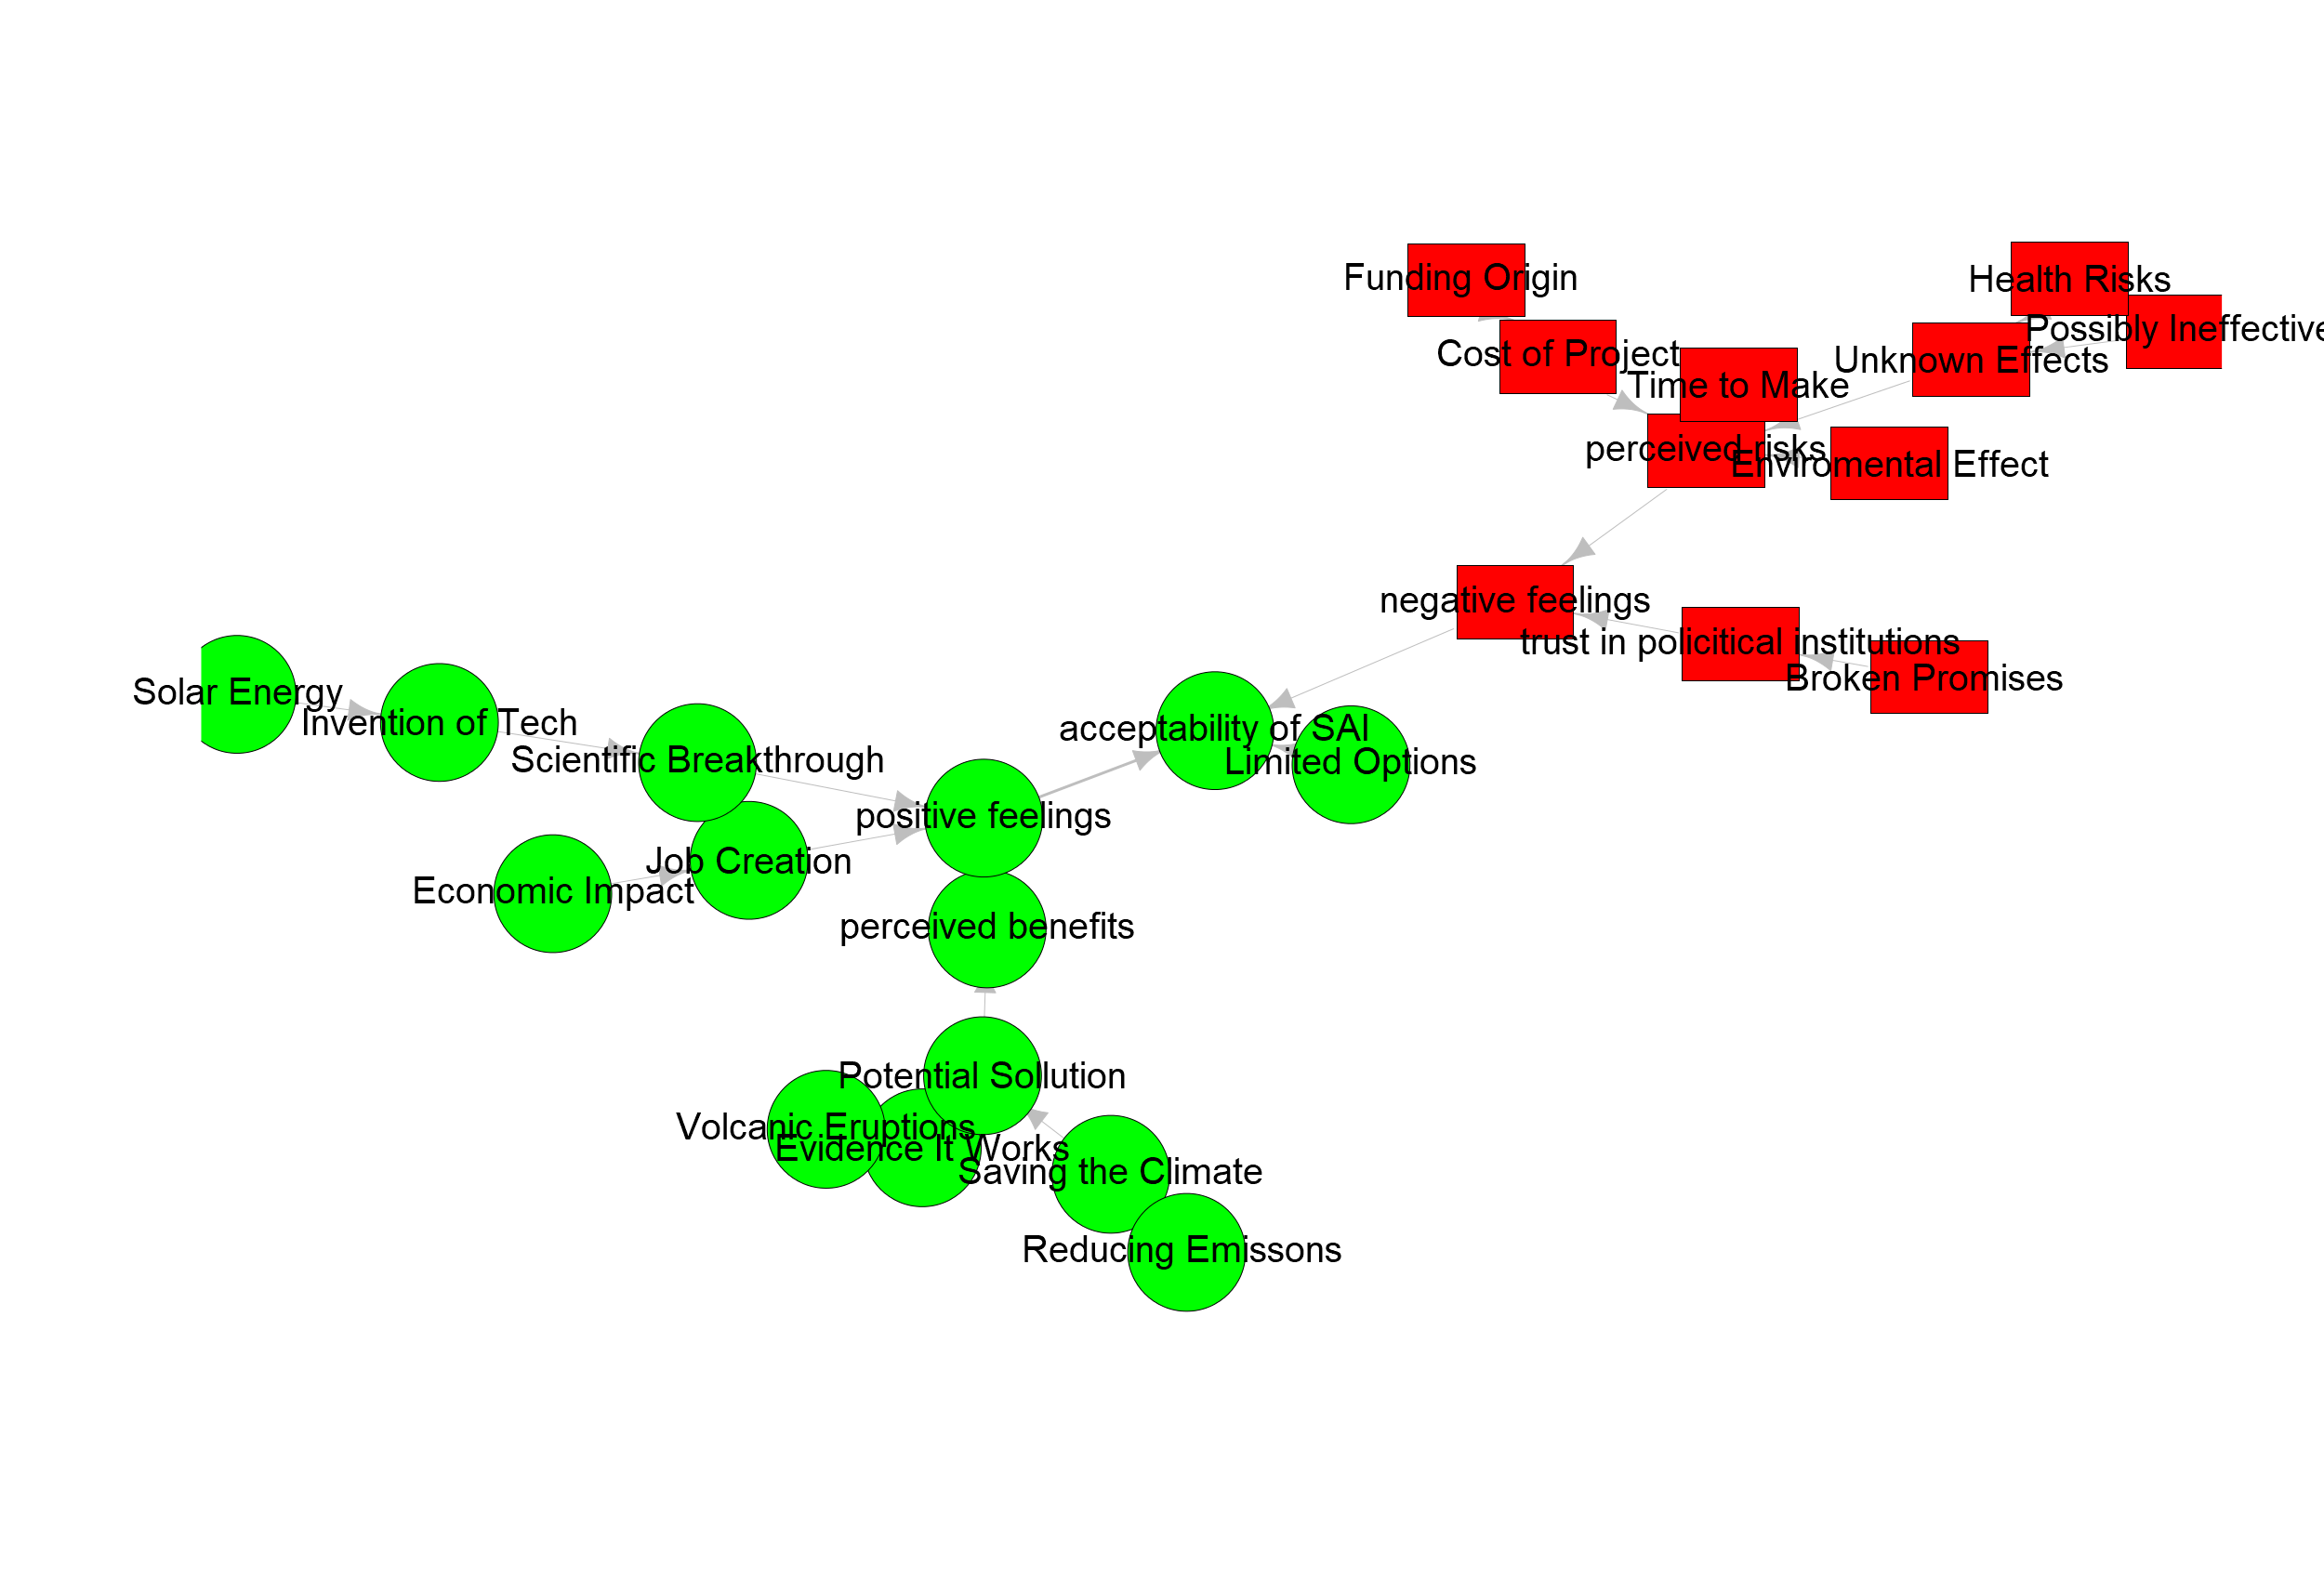 Funding Origin
Health Risks
Possibly Ineffective
Cost of Project
Unknown Effects
Time to Make
perceived risks
Enviromental Effect
negative feelings
trust in policitical institutions
Broken Promises
Solar Energy
Invention of Tech
acceptability of SAI
Scientific Breakthrough
Limited Options
positive feelings
Job Creation
Economic Impact
perceived benefits
Potential Sollution
Volcanic Eruptions
Evidence It Works
Saving the Climate
Reducing Emissons